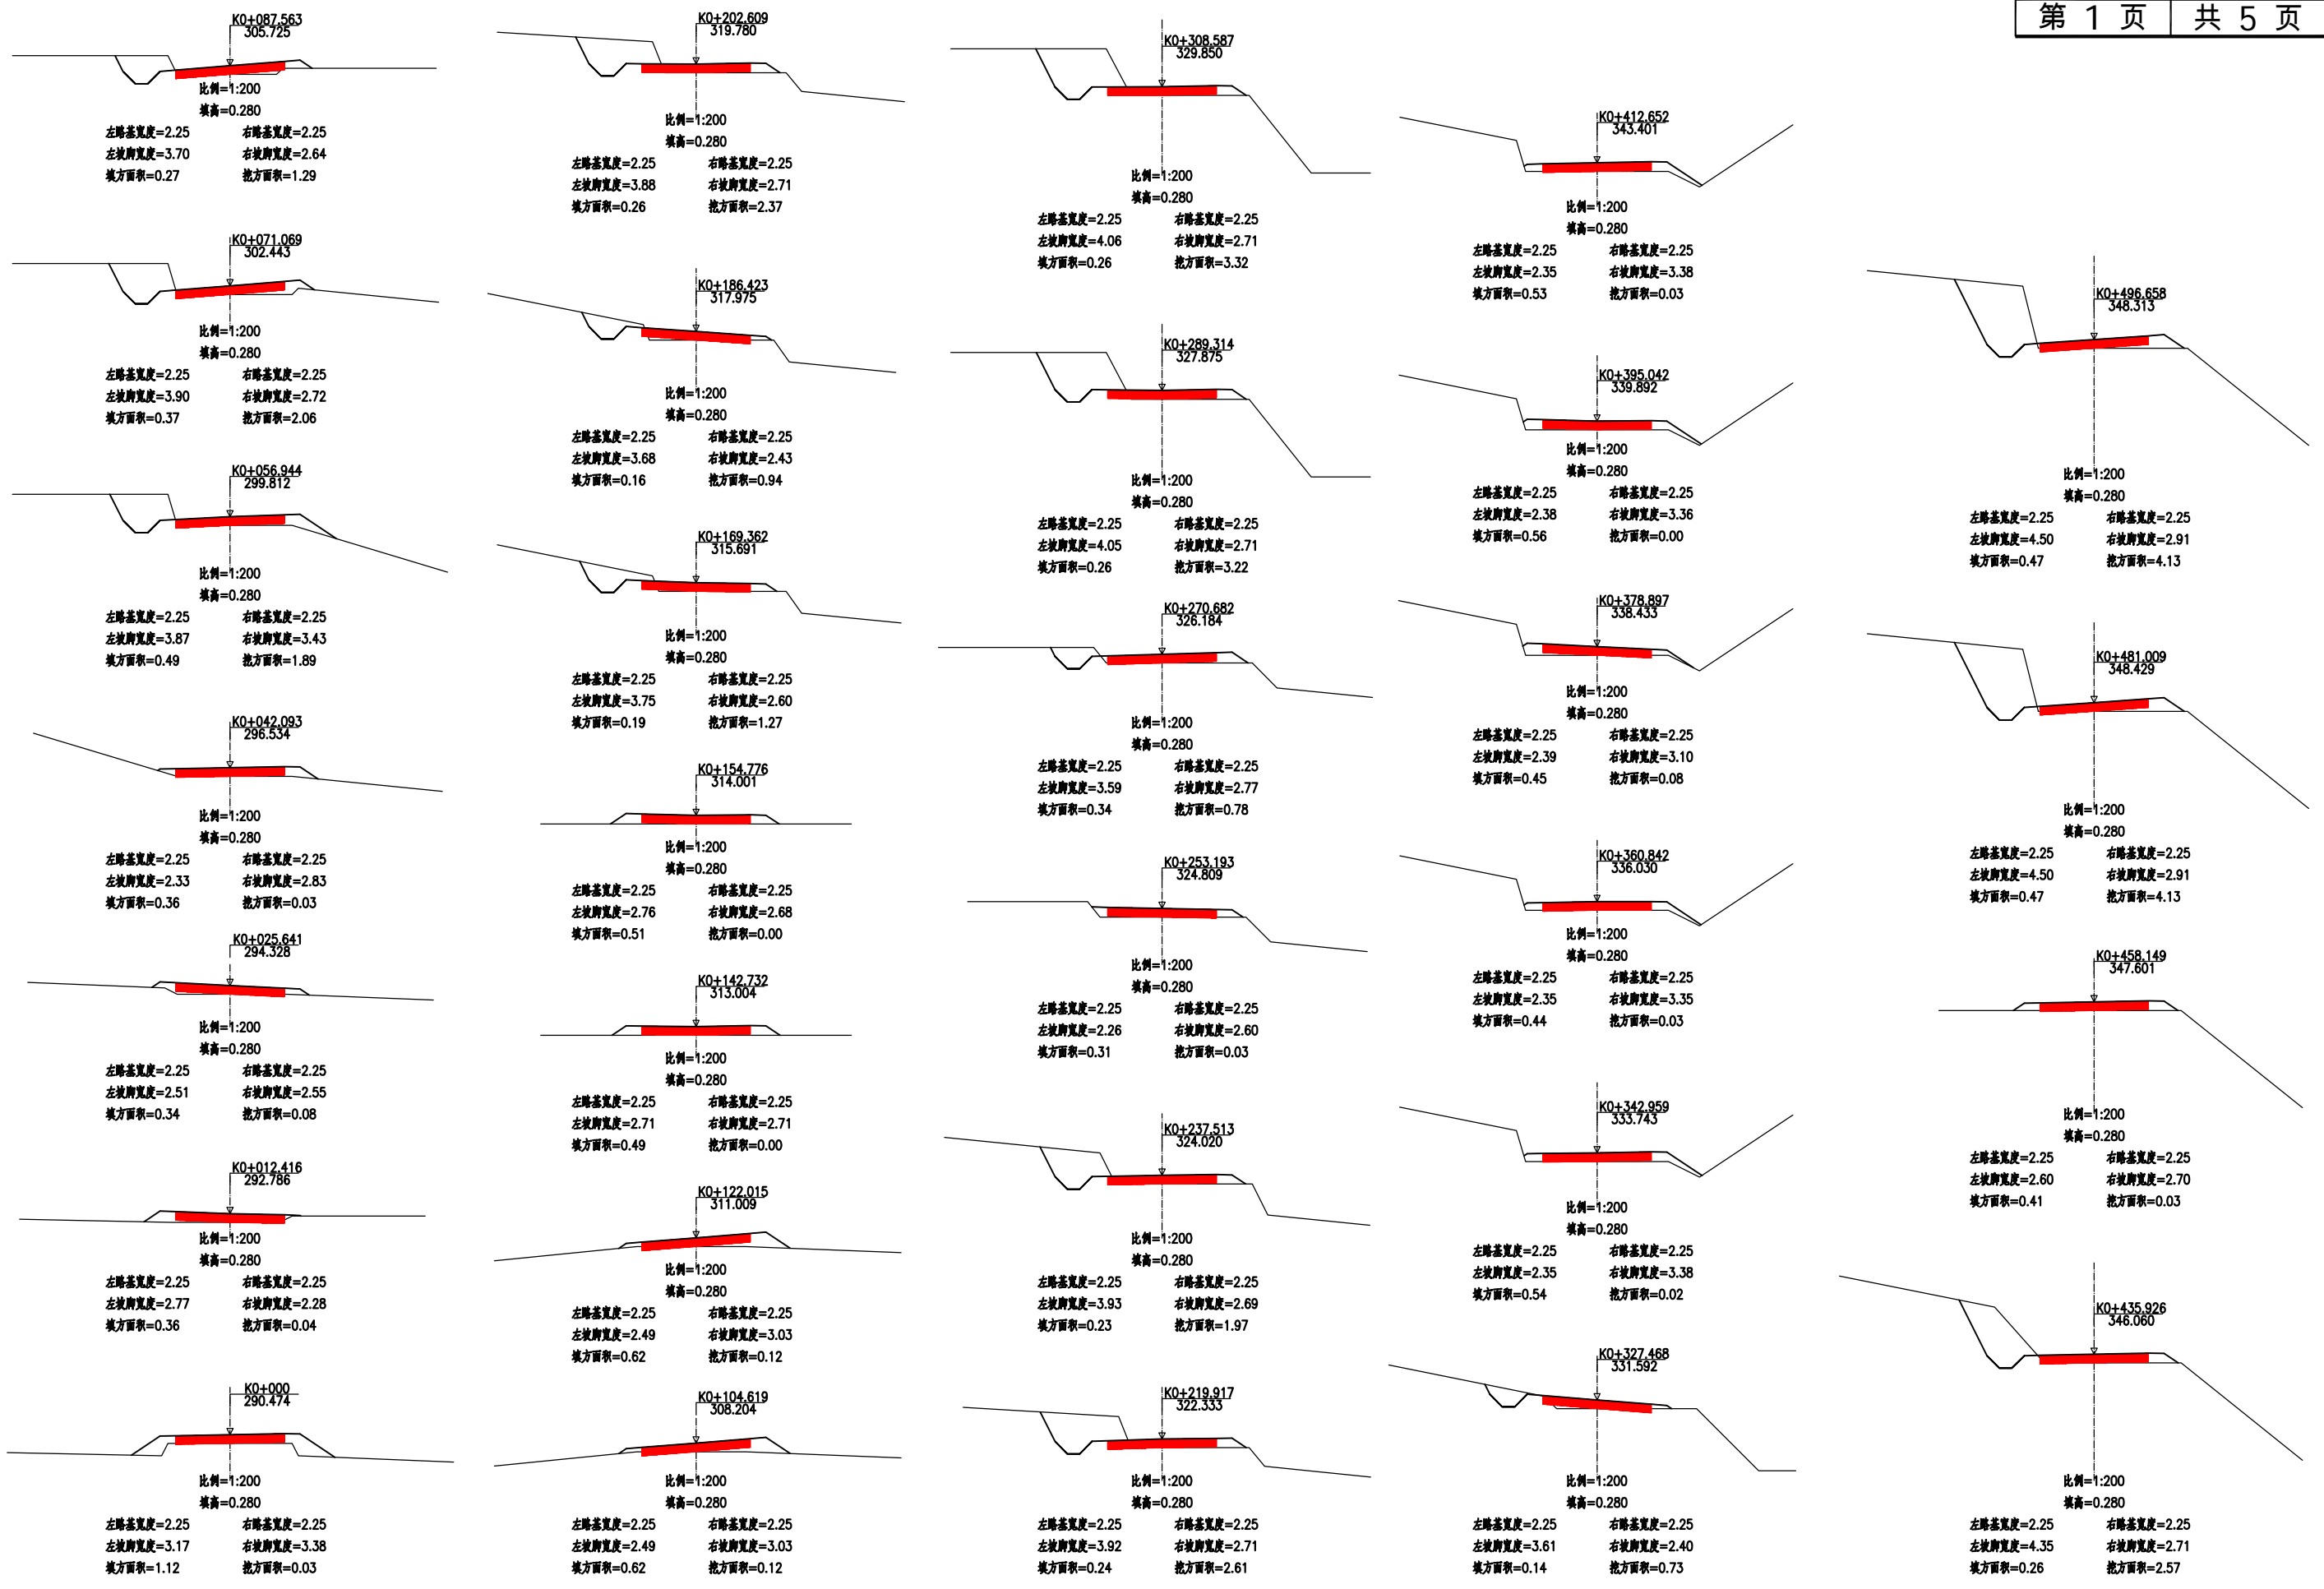 第 1 页 共 5 页
K0+087.563
305.725
比例=1:200
填高=0.280
左路基宽度=2.25 右路基宽度=2.25
左坡脚宽度=3.70 右坡脚宽度=2.64
填方面积=0.27 挖方面积=1.29
K0+071.069
302.443
比例=1:200
填高=0.280
左路基宽度=2.25 右路基宽度=2.25
左坡脚宽度=3.90 右坡脚宽度=2.72
填方面积=0.37 挖方面积=2.06
K0+056.944
299.812
比例=1:200
填高=0.280
左路基宽度=2.25 右路基宽度=2.25
左坡脚宽度=3.87 右坡脚宽度=3.43
填方面积=0.49 挖方面积=1.89
K0+042.093
296.534
比例=1:200
填高=0.280
左路基宽度=2.25 右路基宽度=2.25
左坡脚宽度=2.33 右坡脚宽度=2.83
填方面积=0.36 挖方面积=0.03
K0+025.641
294.328
比例=1:200
填高=0.280
左路基宽度=2.25 右路基宽度=2.25
左坡脚宽度=2.51 右坡脚宽度=2.55
填方面积=0.34 挖方面积=0.08
K0+012.416
292.786
比例=1:200
填高=0.280
左路基宽度=2.25 右路基宽度=2.25
左坡脚宽度=2.77 右坡脚宽度=2.28
填方面积=0.36 挖方面积=0.04
K0+000
290.474
比例=1:200
填高=0.280
左路基宽度=2.25 右路基宽度=2.25
左坡脚宽度=3.17 右坡脚宽度=3.38
填方面积=1.12 挖方面积=0.03
K0+202.609
319.780
比例=1:200
填高=0.280
左路基宽度=2.25 右路基宽度=2.25
左坡脚宽度=3.88 右坡脚宽度=2.71
填方面积=0.26 挖方面积=2.37
K0+186.423
317.975
比例=1:200
填高=0.280
左路基宽度=2.25 右路基宽度=2.25
左坡脚宽度=3.68 右坡脚宽度=2.43
填方面积=0.16 挖方面积=0.94
K0+169.362
315.691
比例=1:200
填高=0.280
左路基宽度=2.25 右路基宽度=2.25
左坡脚宽度=3.75 右坡脚宽度=2.60
填方面积=0.19 挖方面积=1.27
K0+154.776
314.001
比例=1:200
填高=0.280
左路基宽度=2.25 右路基宽度=2.25
左坡脚宽度=2.76 右坡脚宽度=2.68
填方面积=0.51 挖方面积=0.00
K0+142.732
313.004
比例=1:200
填高=0.280
左路基宽度=2.25 右路基宽度=2.25
左坡脚宽度=2.71 右坡脚宽度=2.71
填方面积=0.49 挖方面积=0.00
K0+122.015
311.009
比例=1:200
填高=0.280
左路基宽度=2.25 右路基宽度=2.25
左坡脚宽度=2.49 右坡脚宽度=3.03
填方面积=0.62 挖方面积=0.12
K0+104.619
308.204
比例=1:200
填高=0.280
左路基宽度=2.25 右路基宽度=2.25
左坡脚宽度=2.49 右坡脚宽度=3.03
填方面积=0.62 挖方面积=0.12
K0+308.587
329.850
比例=1:200
填高=0.280
左路基宽度=2.25 右路基宽度=2.25
左坡脚宽度=4.06 右坡脚宽度=2.71
填方面积=0.26 挖方面积=3.32
K0+289.314
327.875
比例=1:200
填高=0.280
左路基宽度=2.25 右路基宽度=2.25
左坡脚宽度=4.05 右坡脚宽度=2.71
填方面积=0.26 挖方面积=3.22
K0+270.682
326.184
比例=1:200
填高=0.280
左路基宽度=2.25 右路基宽度=2.25
左坡脚宽度=3.59 右坡脚宽度=2.77
填方面积=0.34 挖方面积=0.78
K0+253.193
324.809
比例=1:200
填高=0.280
左路基宽度=2.25 右路基宽度=2.25
左坡脚宽度=2.26 右坡脚宽度=2.60
填方面积=0.31 挖方面积=0.03
K0+237.513
324.020
比例=1:200
填高=0.280
左路基宽度=2.25 右路基宽度=2.25
左坡脚宽度=3.93 右坡脚宽度=2.69
填方面积=0.23 挖方面积=1.97
K0+219.917
322.333
比例=1:200
填高=0.280
左路基宽度=2.25 右路基宽度=2.25
左坡脚宽度=3.92 右坡脚宽度=2.71
填方面积=0.24 挖方面积=2.61
K0+412.652
343.401
比例=1:200
填高=0.280
左路基宽度=2.25 右路基宽度=2.25
左坡脚宽度=2.35 右坡脚宽度=3.38
填方面积=0.53 挖方面积=0.03
K0+395.042
339.892
比例=1:200
填高=0.280
左路基宽度=2.25 右路基宽度=2.25
左坡脚宽度=2.38 右坡脚宽度=3.36
填方面积=0.56 挖方面积=0.00
K0+378.897
338.433
比例=1:200
填高=0.280
左路基宽度=2.25 右路基宽度=2.25
左坡脚宽度=2.39 右坡脚宽度=3.10
填方面积=0.45 挖方面积=0.08
K0+360.842
336.030
比例=1:200
填高=0.280
左路基宽度=2.25 右路基宽度=2.25
左坡脚宽度=2.35 右坡脚宽度=3.35
填方面积=0.44 挖方面积=0.03
K0+342.959
333.743
比例=1:200
填高=0.280
左路基宽度=2.25 右路基宽度=2.25
左坡脚宽度=2.35 右坡脚宽度=3.38
填方面积=0.54 挖方面积=0.02
K0+327.468
331.592
比例=1:200
填高=0.280
左路基宽度=2.25 右路基宽度=2.25
左坡脚宽度=3.61 右坡脚宽度=2.40
填方面积=0.14 挖方面积=0.73
K0+496.658
348.313
比例=1:200
填高=0.280
左路基宽度=2.25 右路基宽度=2.25
左坡脚宽度=4.50 右坡脚宽度=2.91
填方面积=0.47 挖方面积=4.13
K0+481.009
348.429
比例=1:200
填高=0.280
左路基宽度=2.25 右路基宽度=2.25
左坡脚宽度=4.50 右坡脚宽度=2.91
填方面积=0.47 挖方面积=4.13
K0+458.149
347.601
比例=1:200
填高=0.280
左路基宽度=2.25 右路基宽度=2.25
左坡脚宽度=2.60 右坡脚宽度=2.70
填方面积=0.41 挖方面积=0.03
K0+435.926
346.060
比例=1:200
填高=0.280
左路基宽度=2.25 右路基宽度=2.25
左坡脚宽度=4.35 右坡脚宽度=2.71
填方面积=0.26 挖方面积=2.57